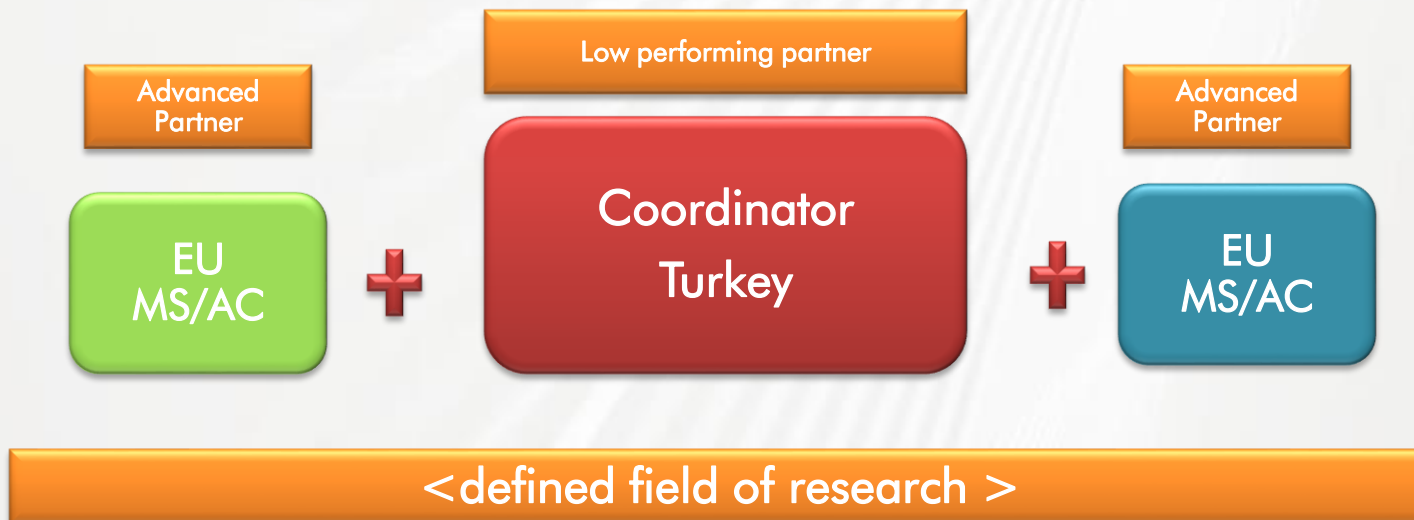 Low performing partner
Advanced
Partner
Advanced
Partner
Coordinator
Turkey
EU
MS/AC
EU
MS/AC
<defined field of research >